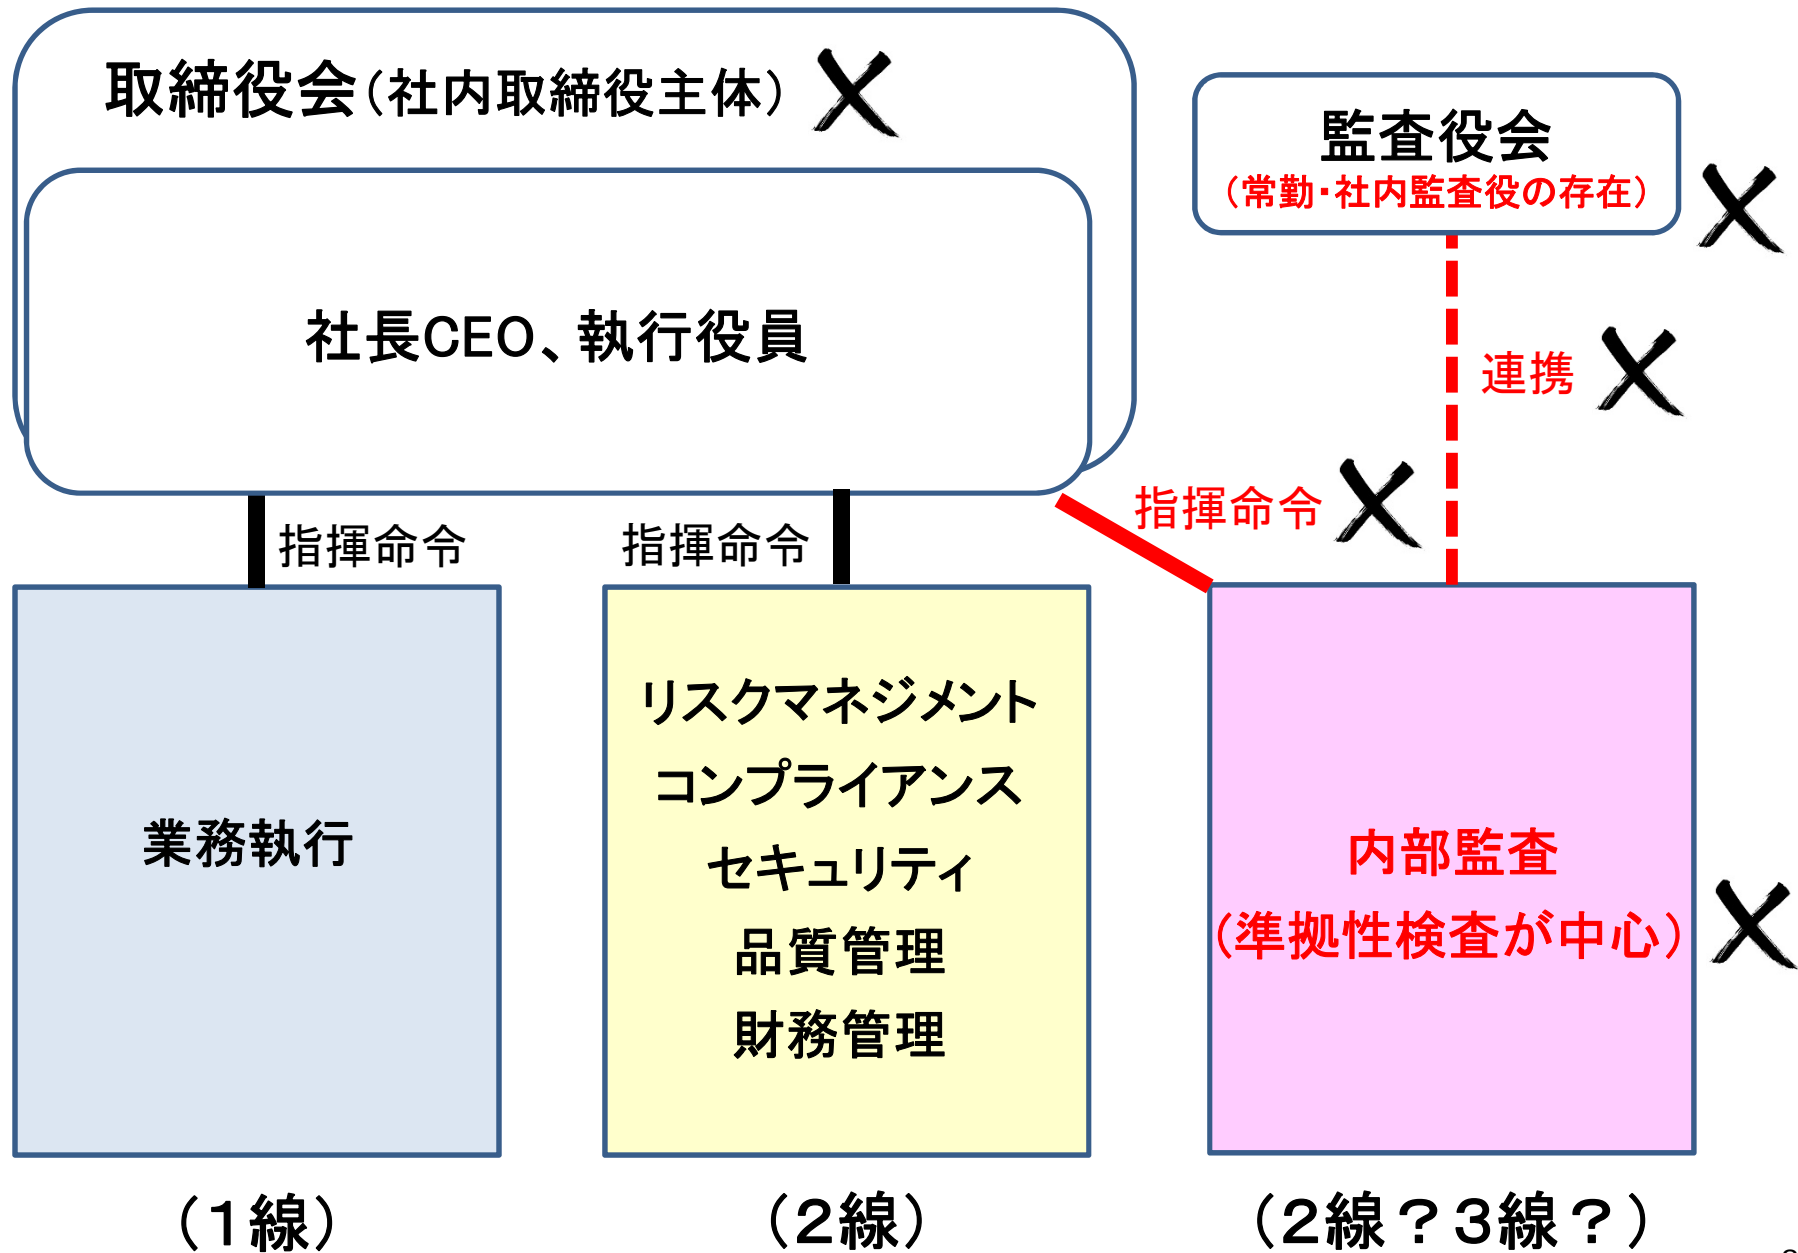 取締役会（社内取締役主体）
監査役会
（常勤・社内監査役の存在）
社長CEO、執行役員
連携
指揮命令
指揮命令
指揮命令
業務執行
リスクマネジメント
コンプライアンス
セキュリティ
品質管理
財務管理
内部監査
（準拠性検査が中心）
（１線）
（２線）
（２線？３線？）